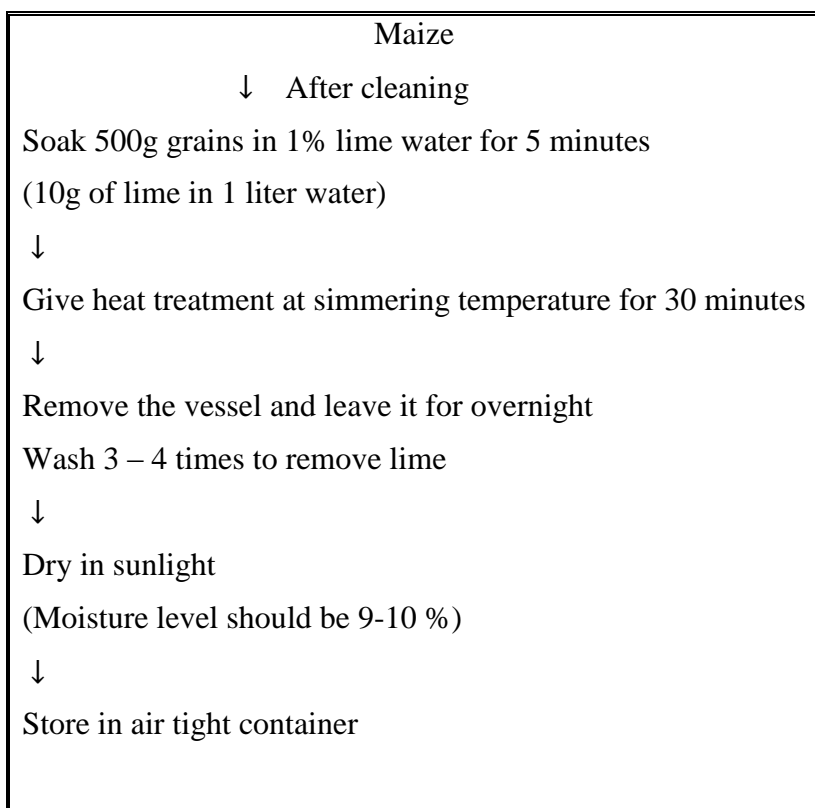 Maize
↓ After cleaning
Soak 500g grains in 1% lime water for 5 minutes
(10g of lime in 1 liter water)
↓
Give heat treatment at simmering temperature for 30 minutes
↓
Remove the vessel and leave it for overnight
Wash 3 – 4 times to remove lime
↓
Dry in sunlight
(Moisture level should be 9-10 %)
↓
Store in air tight container